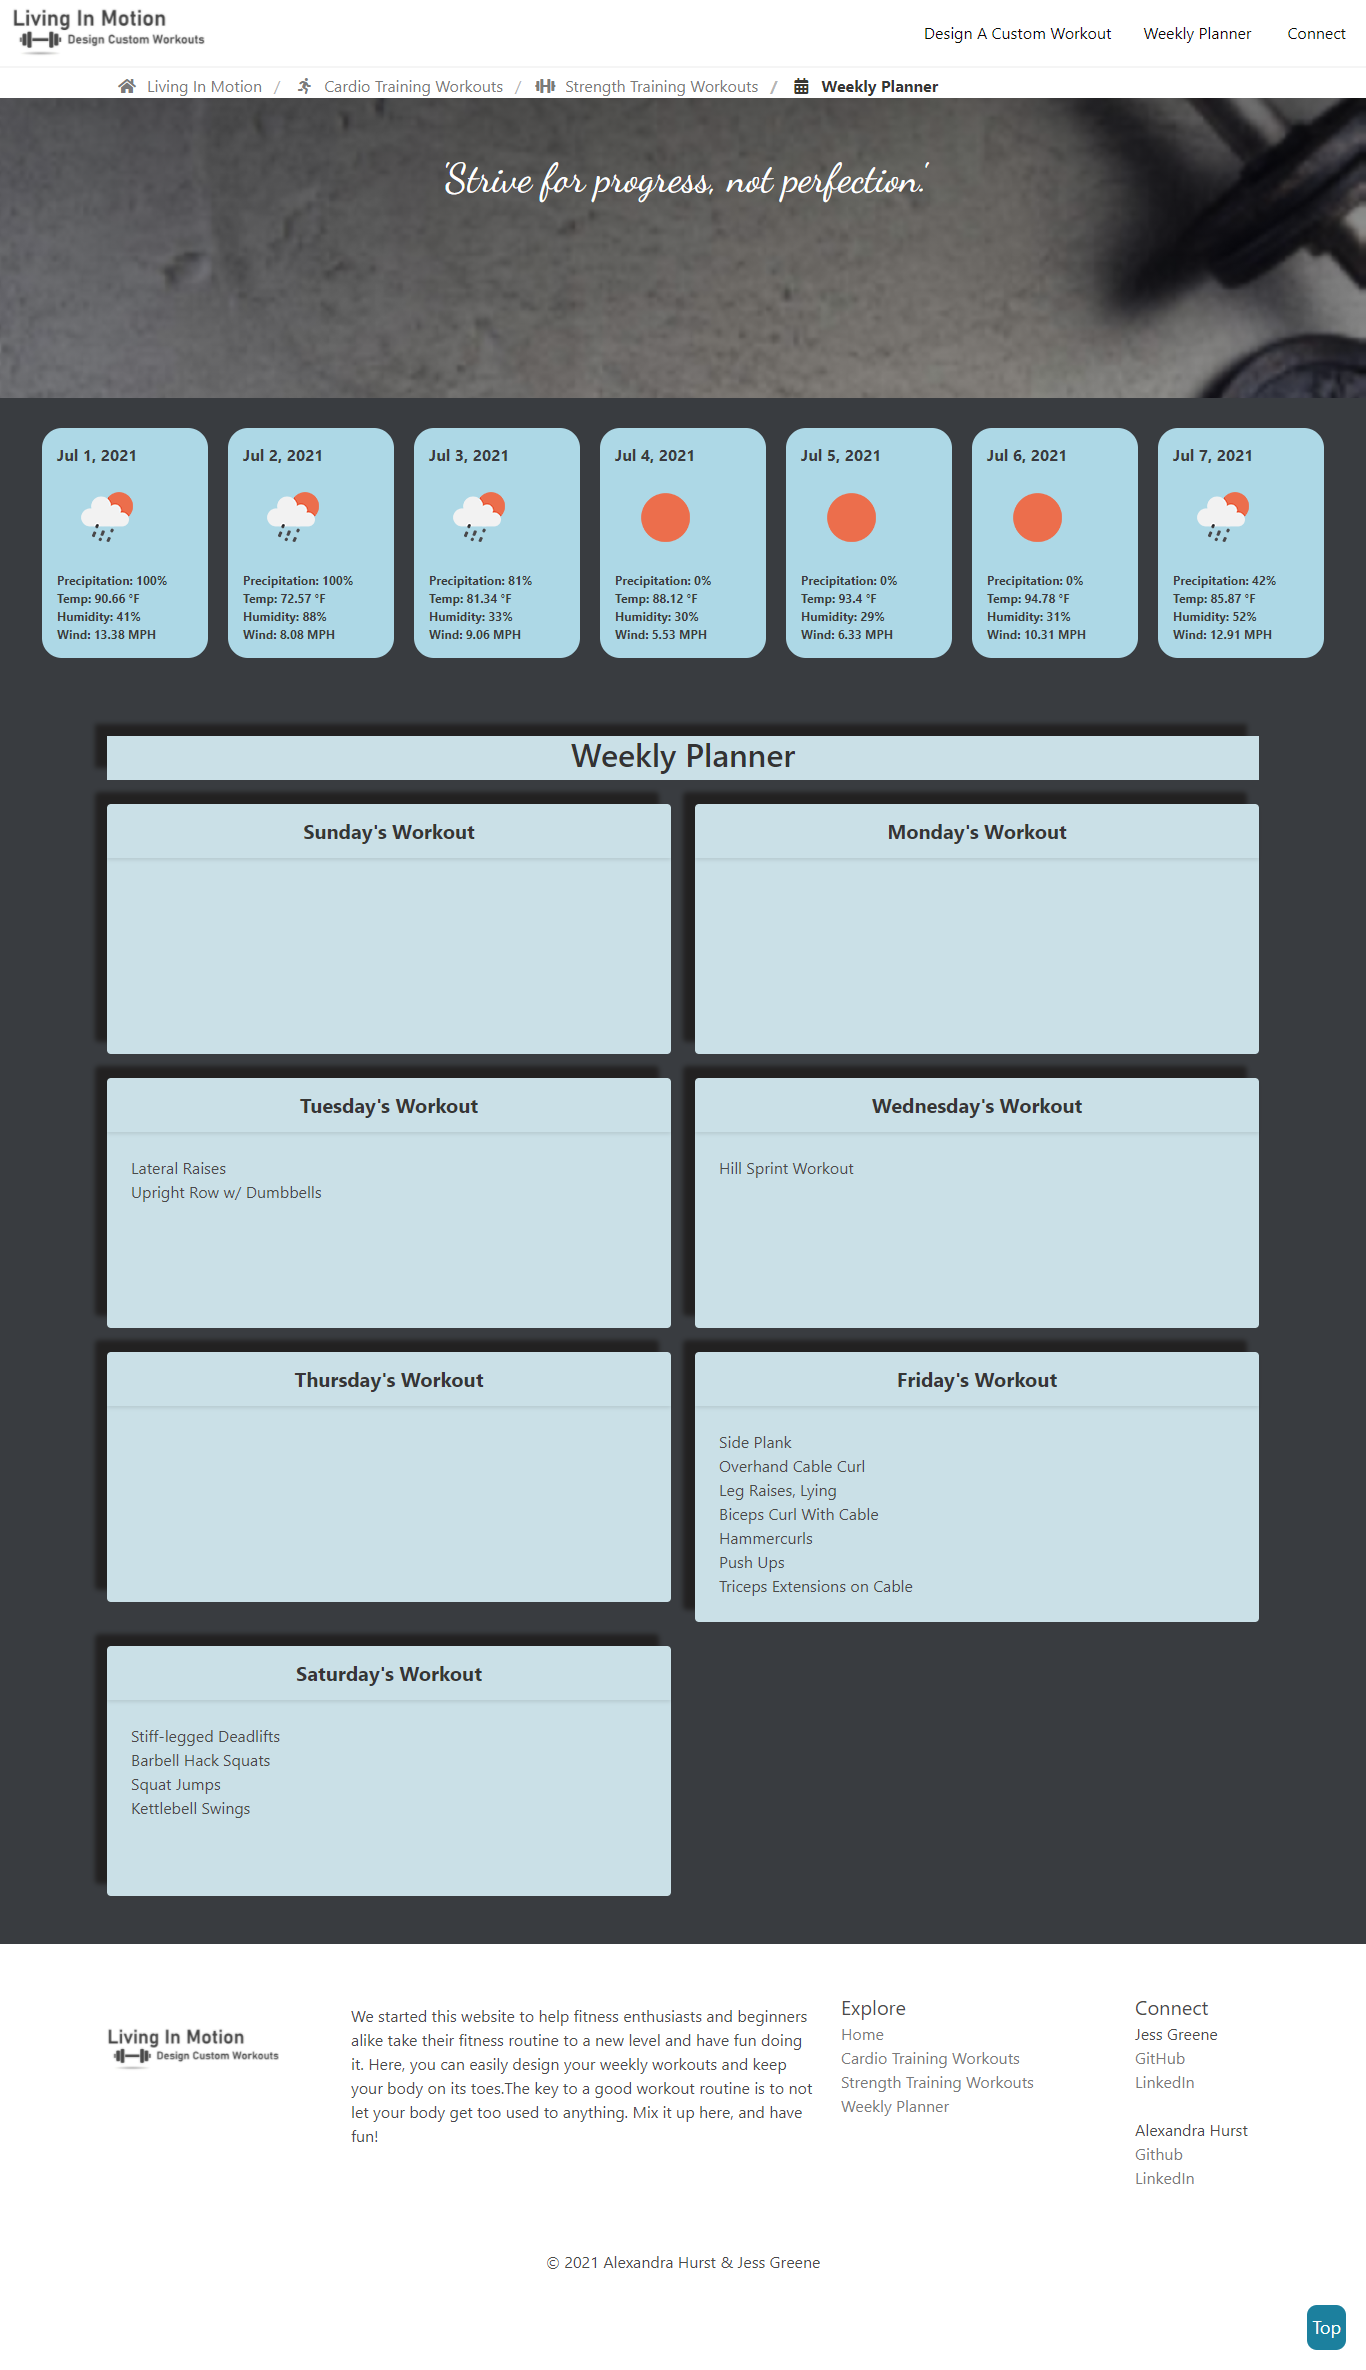 Living In Motion
Design Custom Workouts
Design A Custom Workout
Weekly Planner
Connect
Living In Motion / Cardio Training Workouts / Strength Training Workouts / Weekly Planner
'Strive for progress, not perfection.'
Jul 1, 2021
Precipitation: 100%
Temp: 90.66 °F
Humidity: 41%
Wind: 13.38 MPH
Jul 2, 2021
Precipitation: 100%
Temp: 72.57 °F
Humidity: 88%
Wind: 8.08 MPH
Jul 3, 2021
Precipitation: 81%
Temp: 81.34 °F
Humidity: 33%
Wind: 9.06 MPH
Jul 4, 2021
Precipitation: 0%
Temp: 88.12 °F
Humidity: 30%
Wind: 5.53 MPH
Jul 5, 2021
Precipitation: 0%
Temp: 93.4 °F
Humidity: 29%
Wind: 6.33 MPH
Jul 6, 2021
Precipitation: 0%
Temp: 94.78 °F
Humidity: 31%
Wind: 10.31 MPH
Jul 7, 2021
Precipitation: 42%
Temp: 85.87 °F
Humidity: 52%
Wind: 12.91 MPH
Weekly Planner
Sunday's Workout
Monday's Workout
Tuesday's Workout
Lateral Raises
Upright Row w/ Dumbbells
Wednesday's Workout
Hill Sprint Workout
Thursday's Workout
Friday's Workout
Side Plank
Overhand Cable Curl
Leg Raises, Lying
Biceps Curl With Cable
Hammercurls
Push Ups
Triceps Extensions on Cable
Saturday's Workout
Stiff-legged Deadlifts
Barbell Hack Squats
Squat Jumps
Kettlebell Swings
Living In Motion
Design Custom Workouts
We started this website to help fitness enthusiasts and beginners
alike take their fitness routine to a new level and have fun doing
it. Here, you can easily design your weekly workouts and keep
your body on its toes.The key to a good workout routine is to not
let your body get too used to anything. Mix it up here, and have
fun!
Explore
Home
Cardio Training Workouts
Strength Training Workouts
Weekly Planner
Connect
Jess Greene
GitHub
LinkedIn
Alexandra Hurst
Github
LinkedIn
© 2021 Alexandra Hurst & Jess Greene
Top